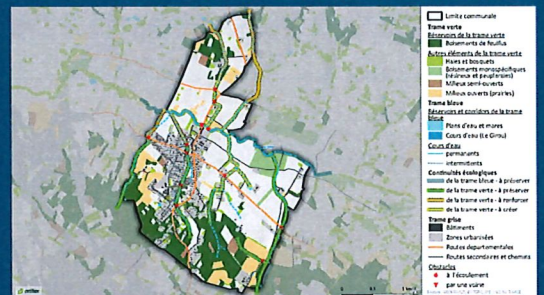 Limite communale
Trame verte
Réservoirs de la trame verte
Boisements de feuillus
Autres éléments de la trame verte
Haies et bosquets
Boisements monospécifiques
(résineux et peupleraies)
Milieux semi-ouverts
Milieux ouverts (prairies)
Trame bleue
Réservoirs et corridors de la trame
bleue
Plans d'eau et mares
Cours d'eau (Le Girou)
Cours d'eau
permanents
intermittents
Continuités écologiques
de la trame bleue - à préserver
de la trame verte - à préserver
de la trame verte - à renforcer
de la trame verte - à créer
Trame grise
Bâtiments
Zones urbanisées
Routes départementales
Routes secondaires et chemins
Obstacles
à l'écoulement
par une voirie